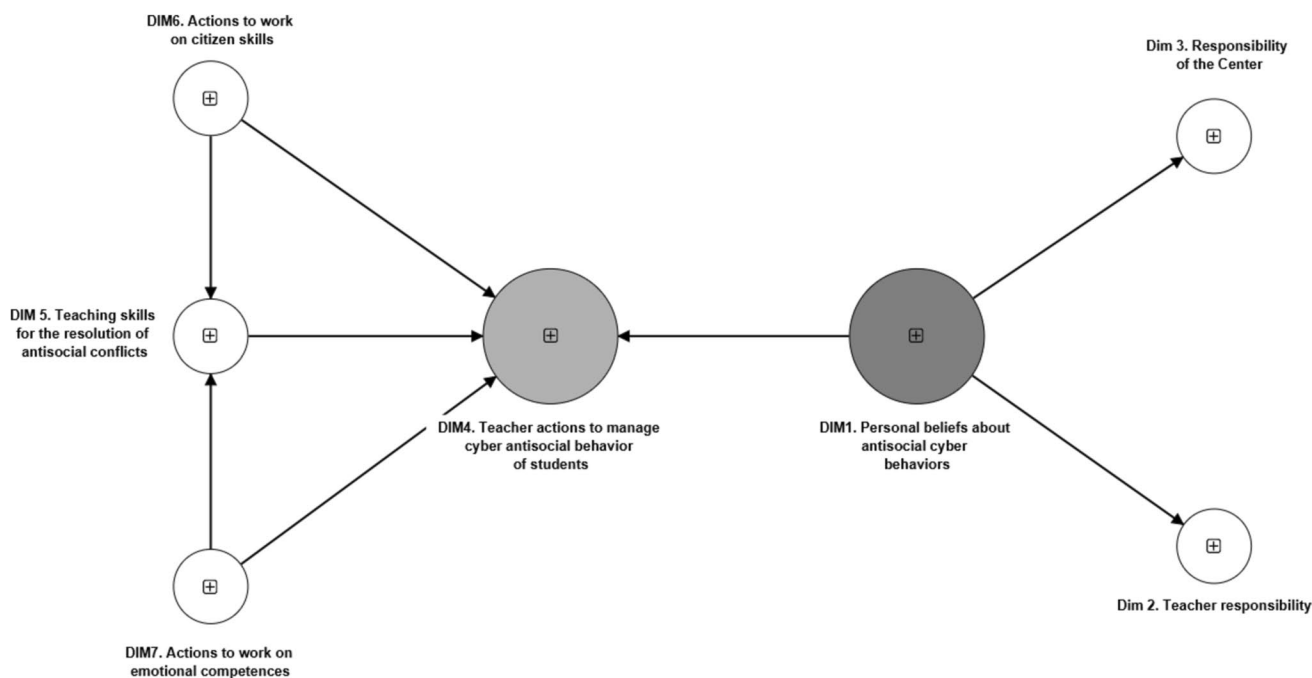 DIM6. Actions to work
on citizen skills
Dim 3. Responsibility
of the Center
DIM 5. Teaching skills
for the resolution of
antisocial conflicts
DIM4. Teacher actions to manage
cyber antisocial behavior
of students
DIM1. Personal beliefs about
antisocial cyber
behaviors
Dim 2. Teacher responsibility
DIM7. Actions to work on
emotional competences